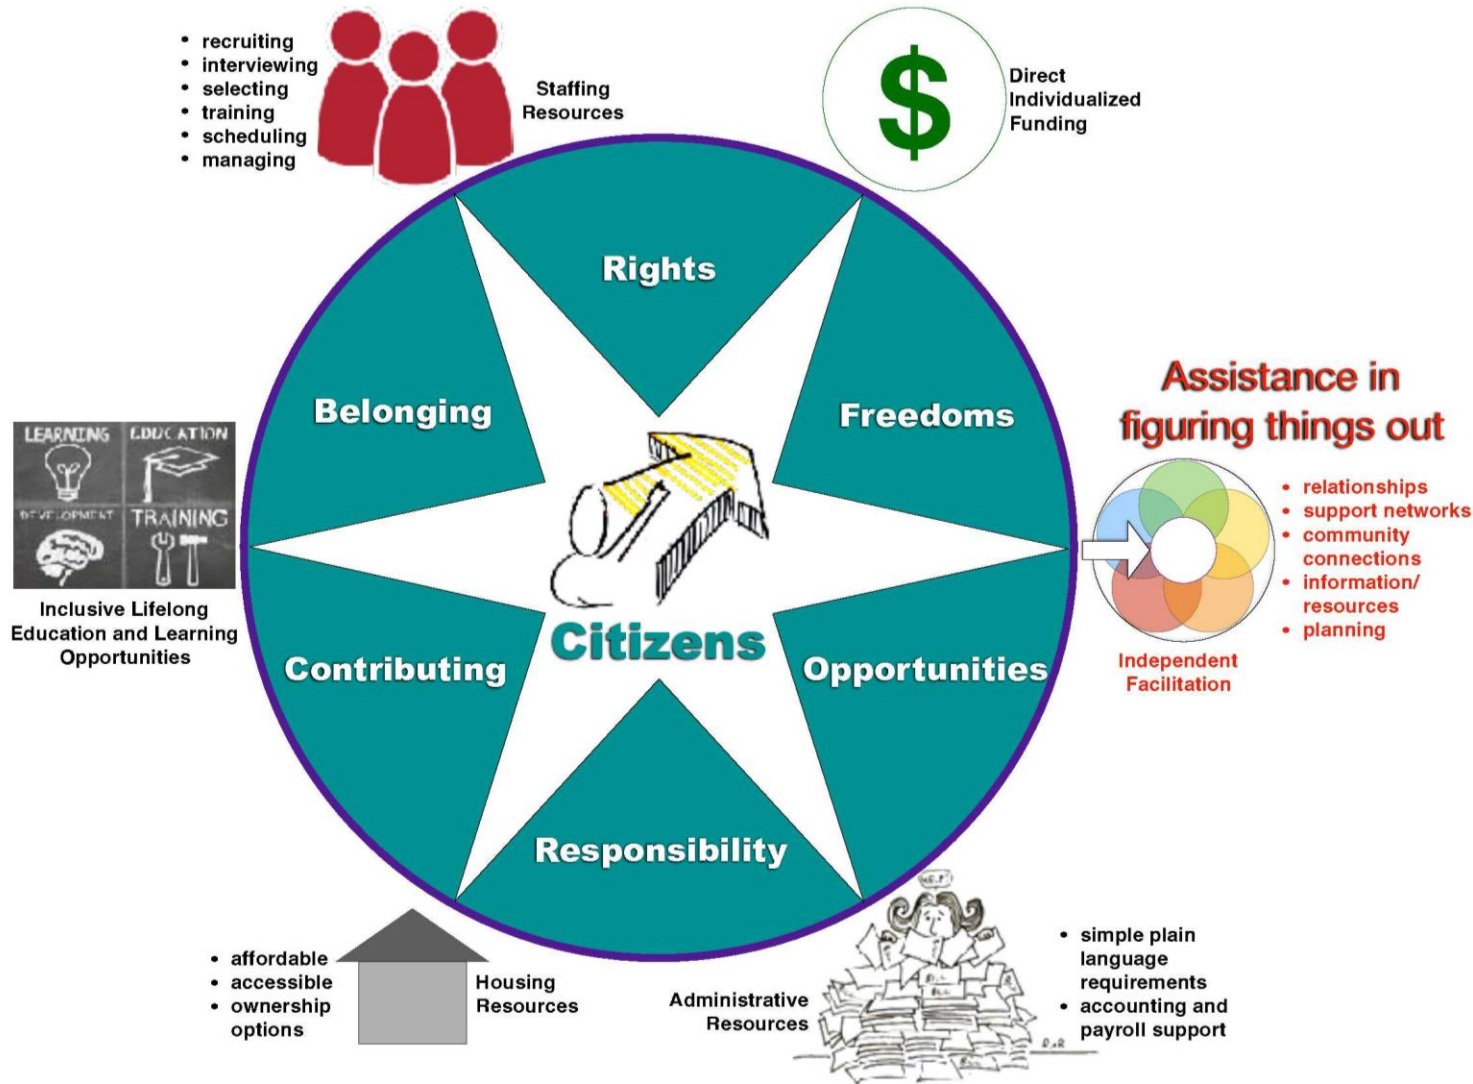 • recruiting
• interviewing
• selecting
• training
• scheduling
• managing
Staffing
Resources
$
Direct
Individualized
Funding
Rights
Belonging
Freedoms
Assistance in
figuring things out
LEARNING
EDUCATION
DEVELOPMENT
TRAINING
Inclusive Lifelong
Education and Learning
Opportunities
• relationships
• support networks
• community
connections
• information/
resources
• planning
Independent
Facilitation
Citizens
Contributing
Opportunities
Responsibility
• affordable
• accessible
• ownership
options
Housing
Resources
Administrative
Resources
HELP!
• simple plain
language
requirements
• accounting and
payroll support